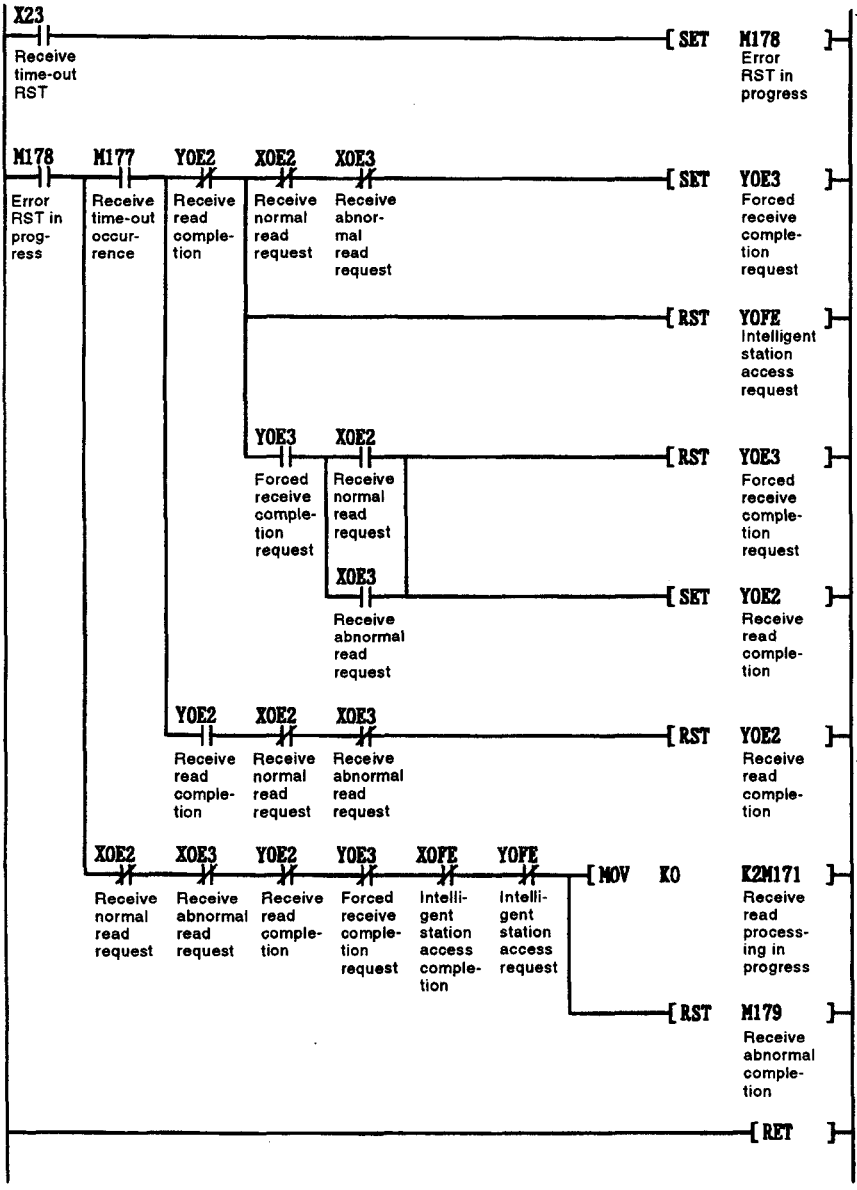 X23
[ SET M178 ]
Receive
time-out
RST
Error
RST in
progress
M178 M177 Y0E2 X0E2 X0E3
[ SET Y0E3 ]
Error
RST in
prog-
ress
Receive
time-out
occur-
rence
Receive
read
comple-
tion
Receive
normal
read
request
Receive
abnor-
mal
read
request
Forced
receive
comple-
tion
request
[ RST Y0FE ]
Intelligent
station
access
request
Y0E3 X0E2
[ RST Y0E3 ]
Forced
receive
comple-
tion
request
Receive
normal
read
request
Forced
receive
comple-
tion
request
X0E3
[ SET Y0E2 ]
Receive
abnormal
read
request
Receive
read
comple-
tion
Y0E2 X0E2 X0E3
[ RST Y0E2 ]
Receive
read
comple-
tion
Receive
normal
read
request
Receive
abnormal
read
request
Receive
read
comple-
tion
X0E2 X0E3 Y0E2 Y0E3 X0FE Y0FE
[ MOV K0 K2M171 ]
Receive
normal
read
request
Receive
abnormal
read
request
Receive
read
comple-
tion
Forced
receive
comple-
tion
request
Intelli-
gent
station
access
comple-
tion
Intelli-
gent
station
access
request
Receive
read
process-
ing in
progress
[ RST M179 ]
Receive
abnormal
comple-
tion
[ RET ]